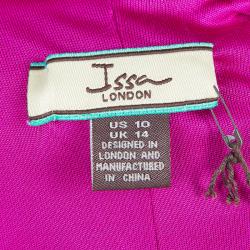 Issa
LONDON
US 10
UK 14
DESIGNED IN
LONDON AND
MANUFACTURED
IN CHINA